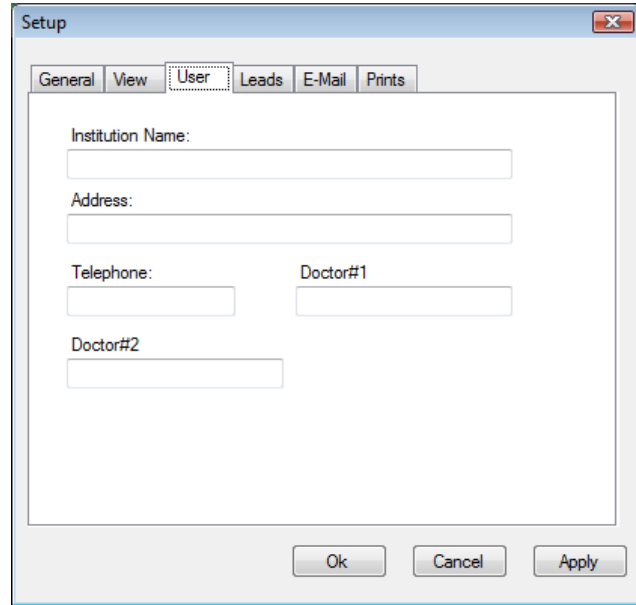 Setup
General View User Leads E-Mail Prints
Institution Name:
Address:
Telephone: Doctor#1
Doctor#2
Ok Cancel Apply